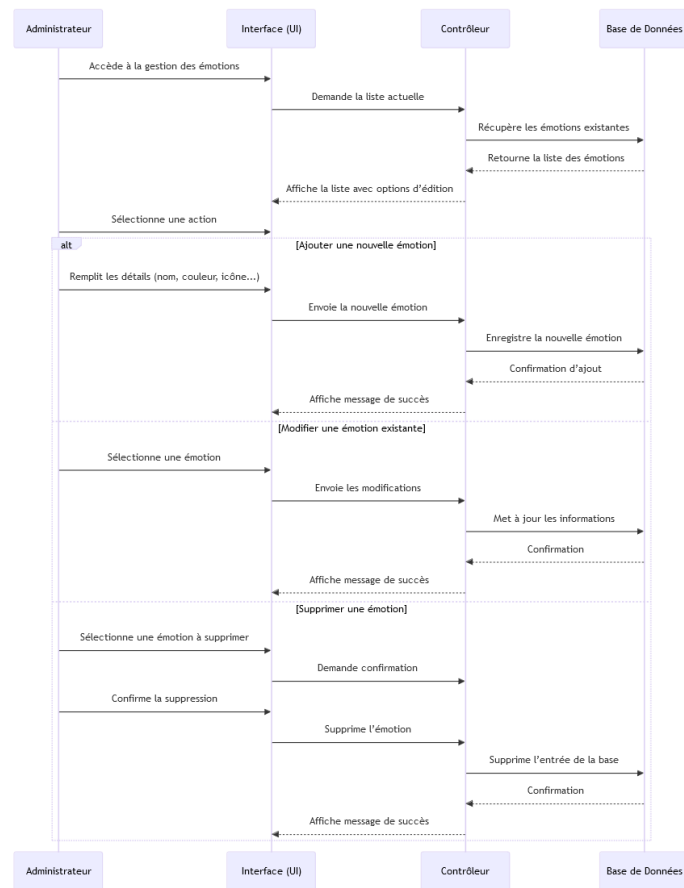 Administrateur
Interface (UI)
Contrôleur
Base de Données
Accède à la gestion des émotions
Demande la liste actuelle
Récupère les émotions existantes
Retourne la liste des émotions
Affiche la liste avec options d'édition
Sélectionne une action
alt
[Ajouter une nouvelle émotion]
Remplit les détails (nom, couleur, icône...)
Envoie la nouvelle émotion
Enregistre la nouvelle émotion
Confirmation d'ajout
Affiche message de succès
[Modifier une émotion existante]
Sélectionne une émotion
Envoie les modifications
Met à jour les informations
Confirmation
Affiche message de succès
[Supprimer une émotion]
Sélectionne une émotion à supprimer
Demande confirmation
Confirme la suppression
Supprime l'émotion
Supprime l'entrée de la base
Confirmation
Affiche message de succès
Administrateur
Interface (UI)
Contrôleur
Base de Données